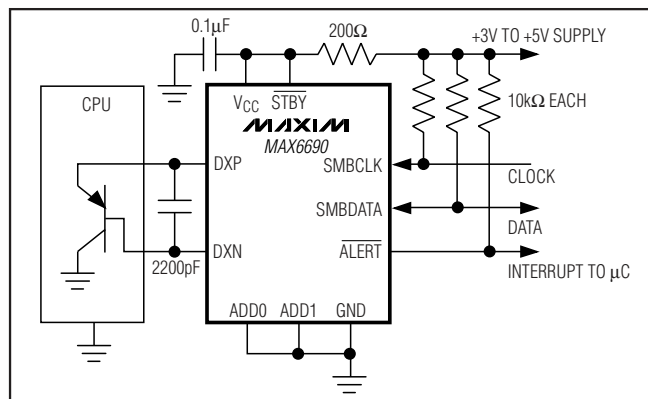 0.1µF
200Ω
+3V TO +5V SUPPLY
CPU
VCC
STBY
10kΩ EACH
MAXIM
MAX6690
DXP
SMBCLK
CLOCK
SMBDATA
DATA
DXN
ALERT
2200pF
INTERRUPT TO µC
ADD0 ADD1 GND